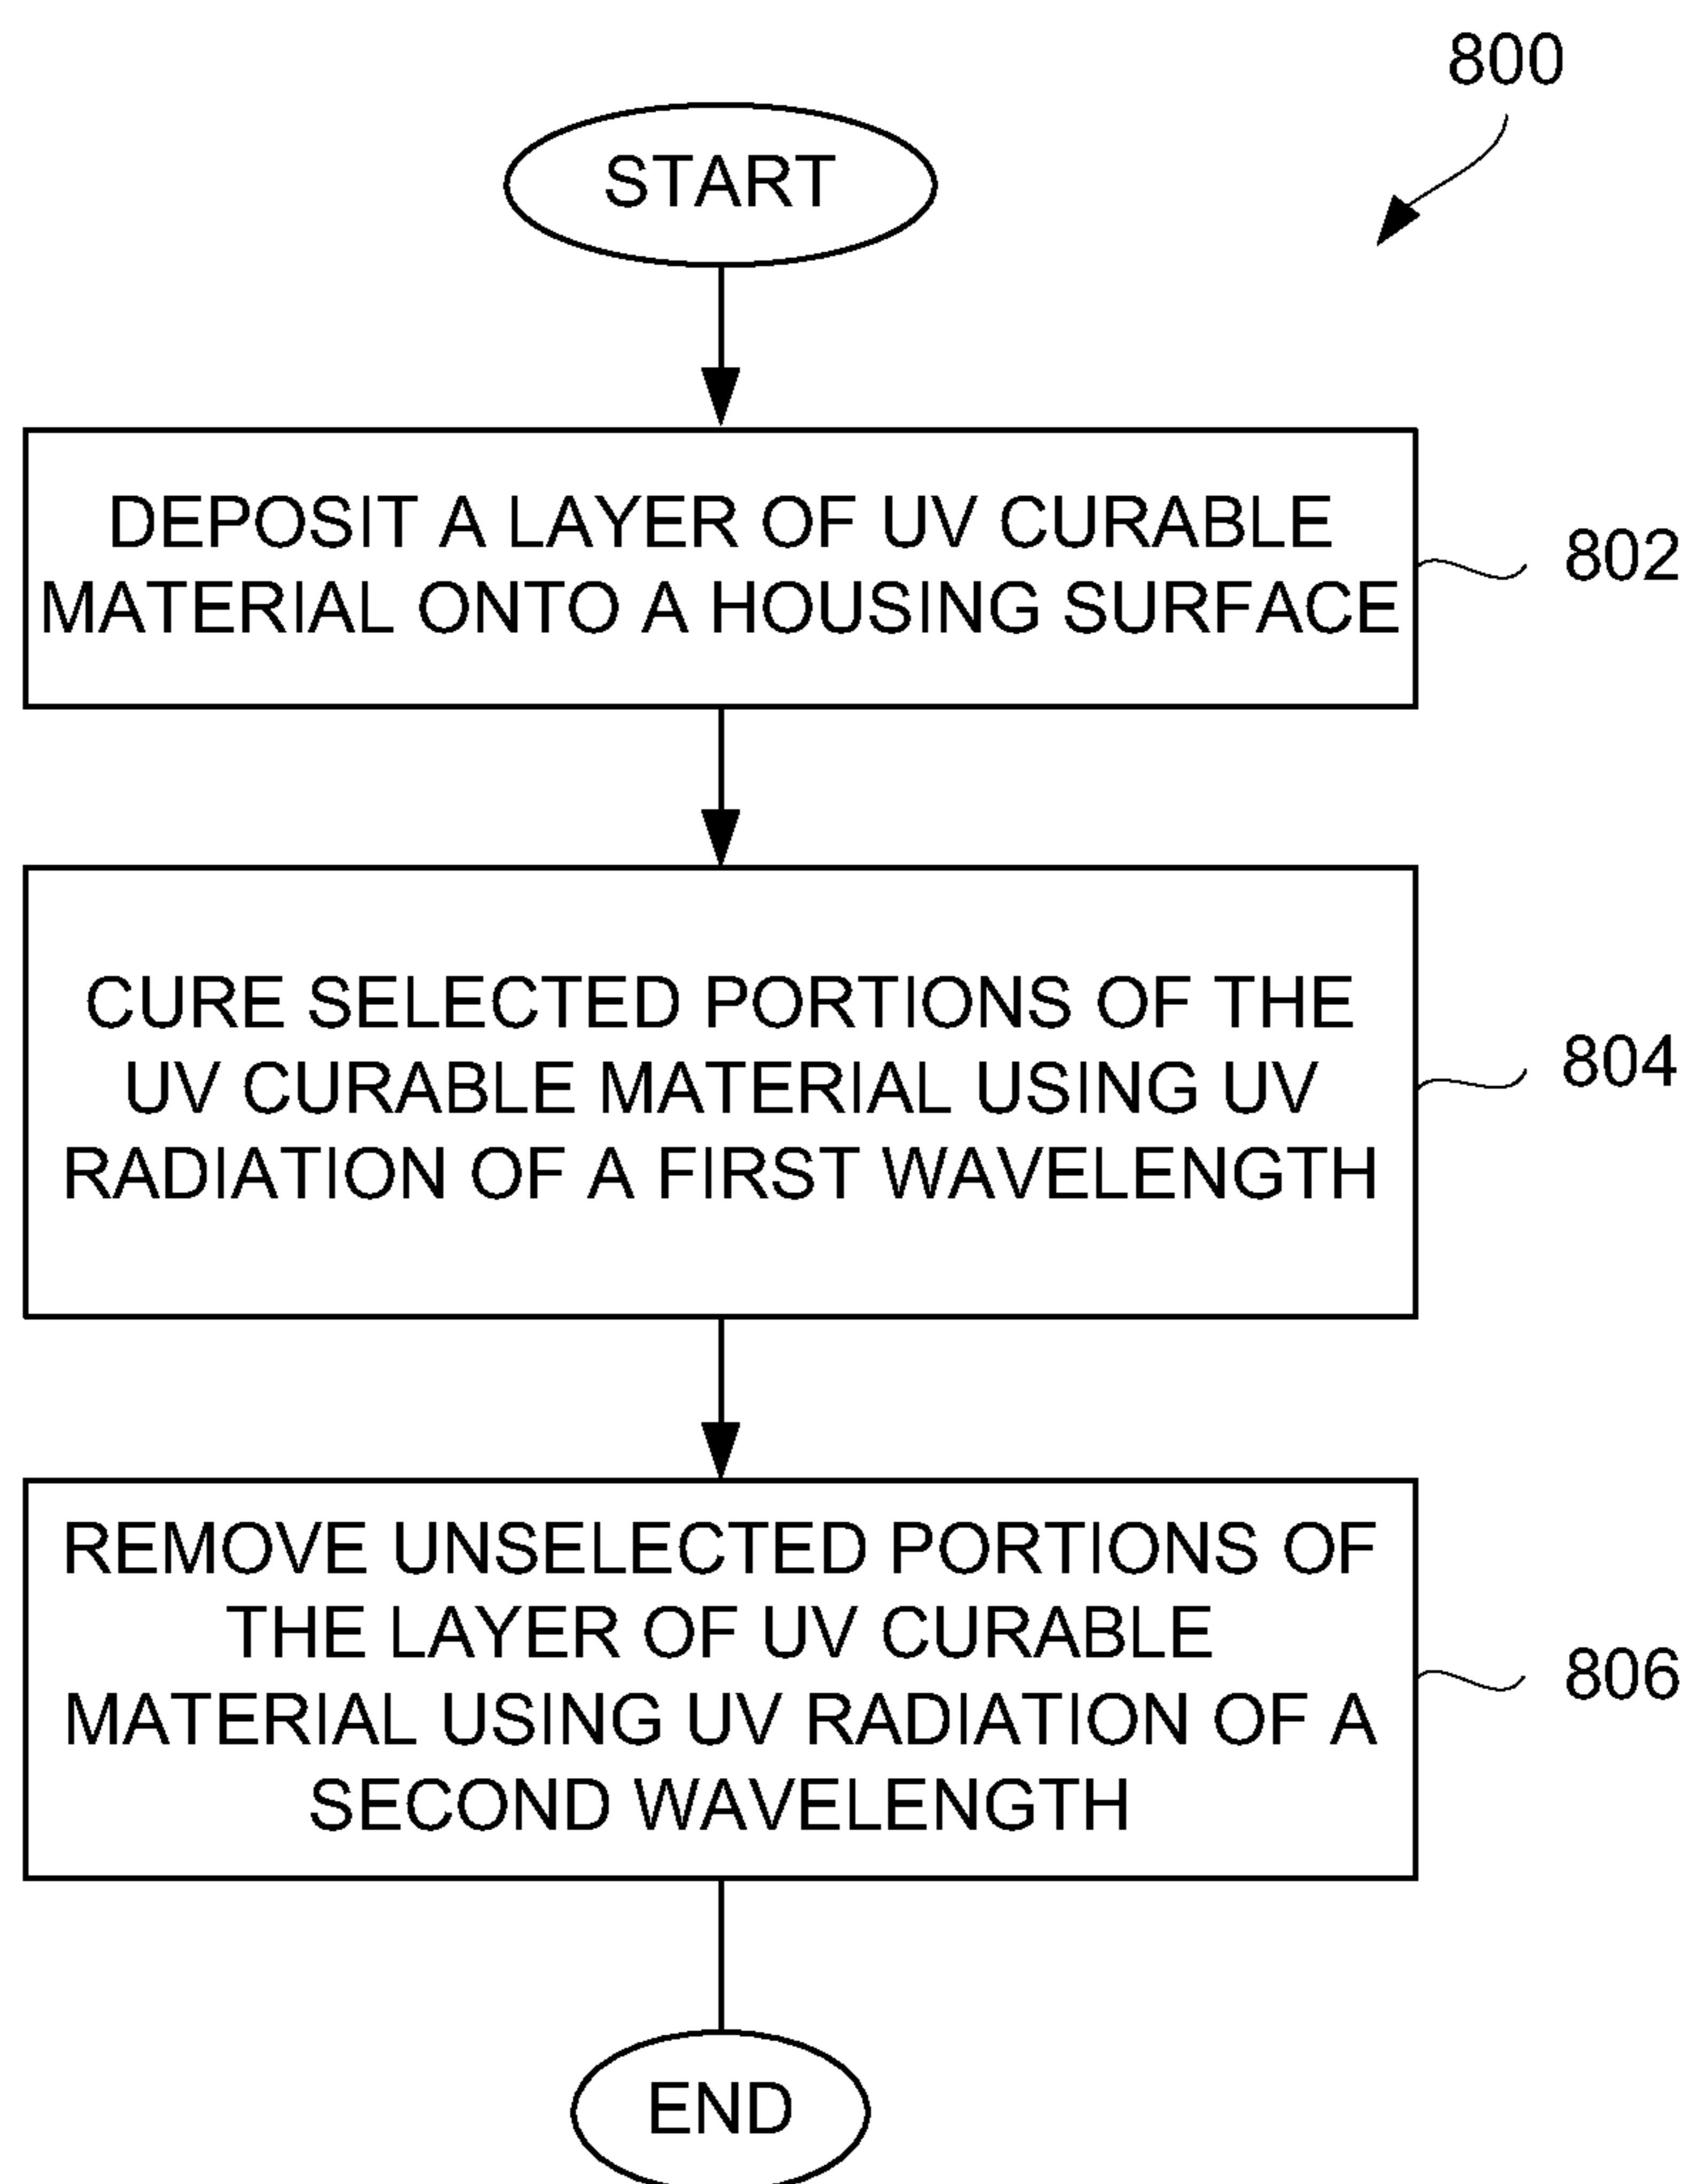 800
START
DEPOSIT A LAYER OF UV CURABLE
MATERIAL ONTO A HOUSING SURFACE
802
CURE SELECTED PORTIONS OF THE
UV CURABLE MATERIAL USING UV
RADIATION OF A FIRST WAVELENGTH
804
REMOVE UNSELECTED PORTIONS OF
THE LAYER OF UV CURABLE
MATERIAL USING UV RADIATION OF A
SECOND WAVELENGTH
806
END